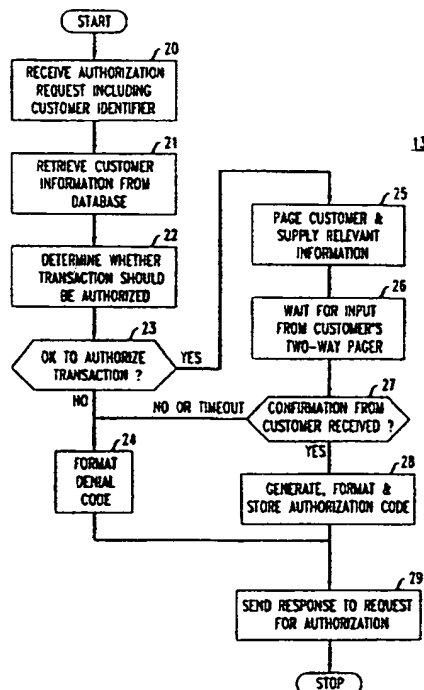 START
20
RECEIVE AUTHORIZATION
REQUEST INCLUDING
CUSTOMER IDENTIFIER
21
RETRIEVE CUSTOMER
INFORMATION FROM
DATABASE
22
DETERMINE WHETHER
TRANSACTION SHOULD
BE AUTHORIZED
23
OK TO AUTHORIZE
TRANSACTION ?
YES
NO
24
FORMAT
DENIAL
CODE
13
25
PAGE CUSTOMER &
SUPPLY RELEVANT
INFORMATION
26
WAIT FOR INPUT
FROM CUSTOMER'S
TWO-WAY PAGER
27
CONFIRMATION FROM
CUSTOMER RECEIVED ?
NO OR TIMEOUT
YES
28
GENERATE, FORMAT &
STORE AUTHORIZATION CODE
29
SEND RESPONSE TO REQUEST
FOR AUTHORIZATION
STOP